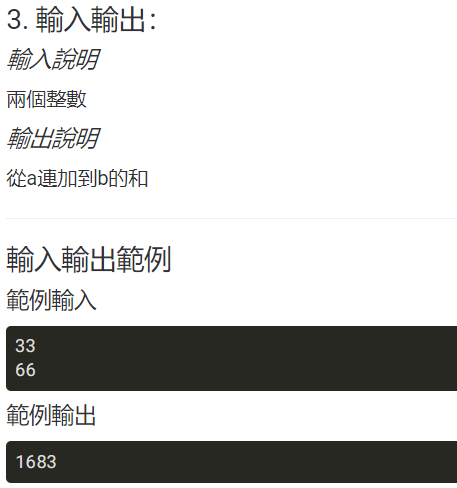 3. 輸入輸出：
輸入說明
兩個整數
輸出說明
從a連加到b的和
輸入輸出範例
範例輸入
33
66
範例輸出
1683